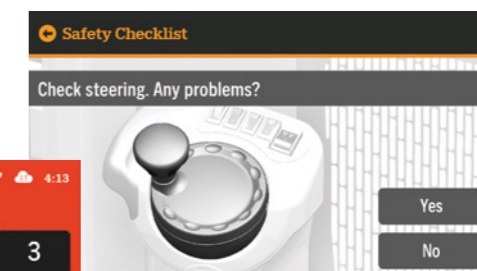 Safety Checklist
Check steering. Any problems?
4:13
Yes
3
No